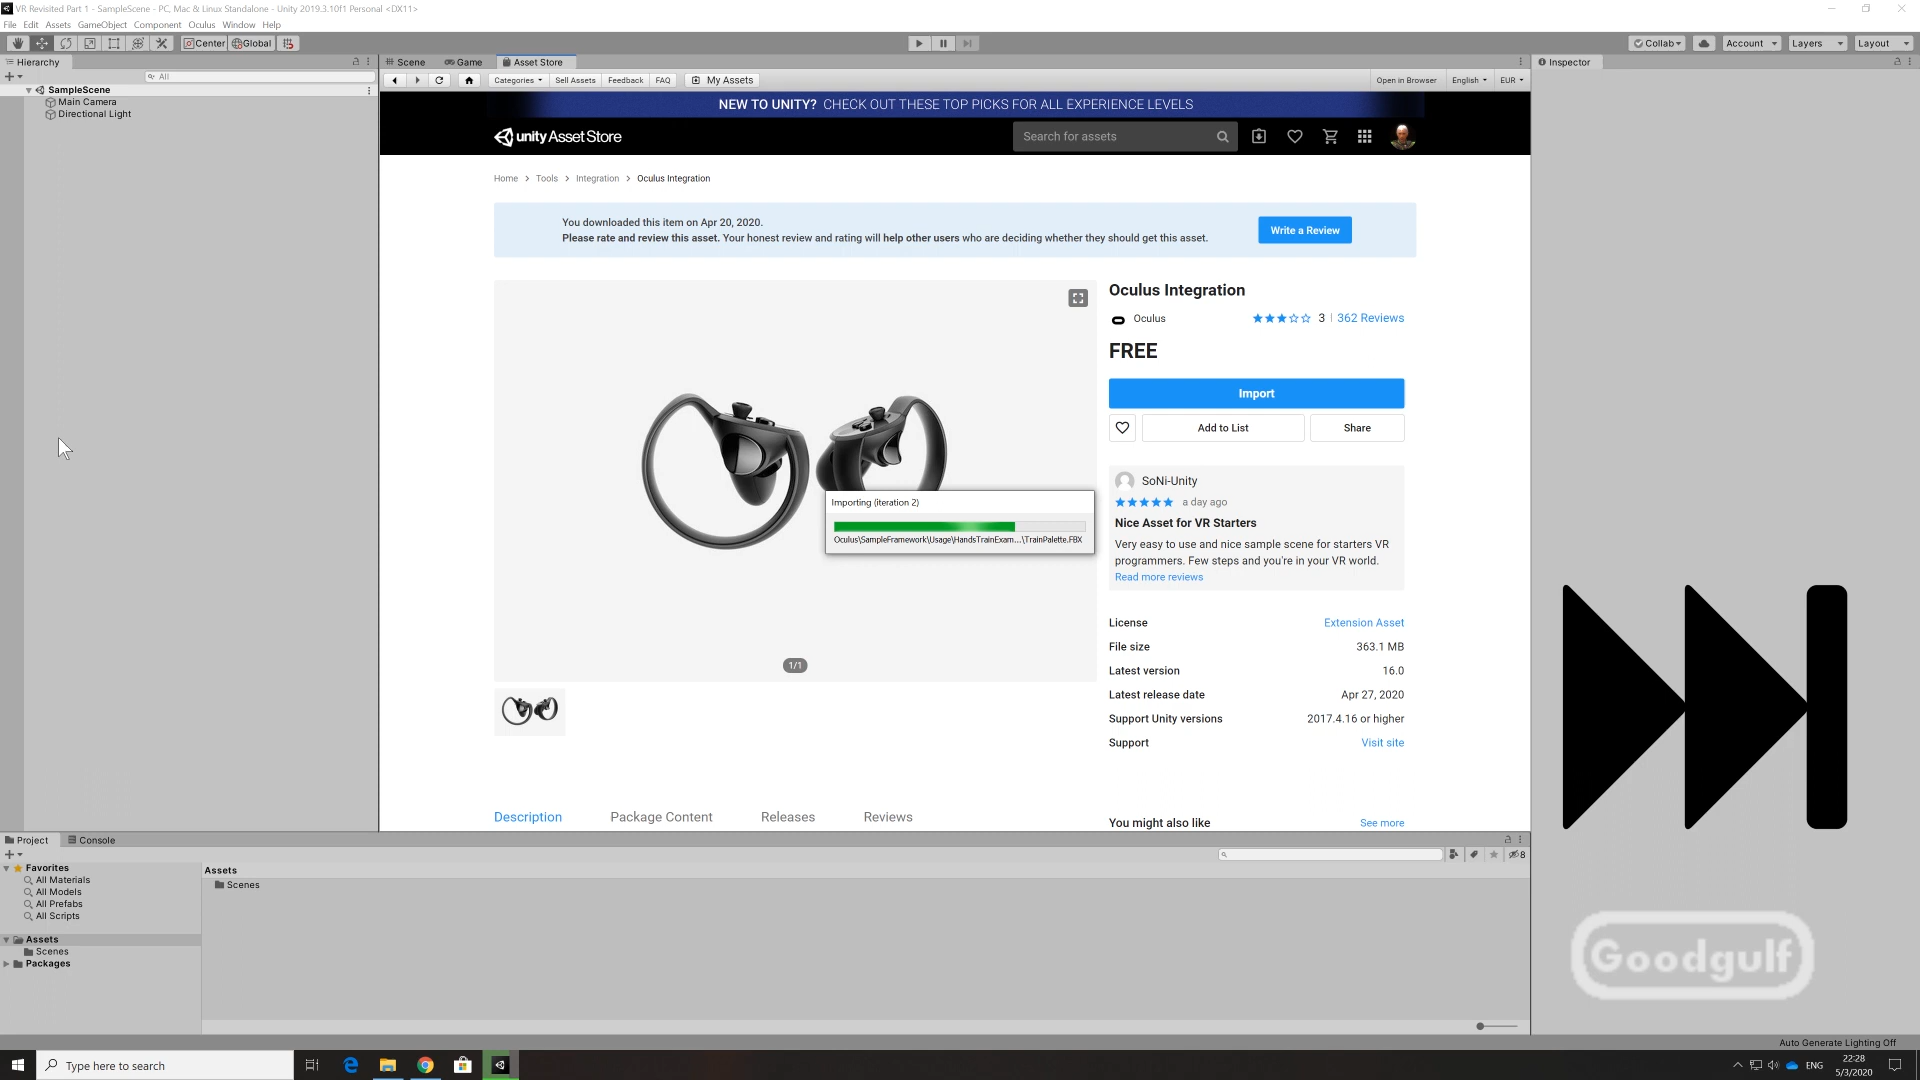 VR Revisited Part 1 - SampleScene - PC, Mac & Linux Standalone - Unity 2019.3.10f1 Personal <DX11>
File Edit Assets GameObject Component Oculus Window Help
Center Global
Collab Account Layers Layout
Hierarchy
All
SampleScene
Main Camera
Directional Light
Scene Game Asset Store
Categories Sell Assets Feedback FAQ My Assets
Open in Browser English EUR
NEW TO UNITY? CHECK OUT THESE TOP PICKS FOR ALL EXPERIENCE LEVELS
unity Asset Store
Search for assets
Home > Tools > Integration > Oculus Integration
You downloaded this item on Apr 20, 2020.
Please rate and review this asset. Your honest review and rating will help other users who are deciding whether they should get this asset.
Write a Review
1/1
Importing (iteration 2)
Oculus\SampleFramework\Usage\HandsTrainExam...\TrainPalette.FBX
Oculus Integration
Oculus
3 | 362 Reviews
FREE
Import
Add to List
Share
SoNi-Unity
a day ago
Nice Asset for VR Starters
Very easy to use and nice sample scene for starters VR
programmers. Few steps and you're in your VR world.
Read more reviews
License Extension Asset
File size 363.1 MB
Latest version 16.0
Latest release date Apr 27, 2020
Support Unity versions 2017.4.16 or higher
Support Visit site
Description Package Content Releases Reviews
You might also like See more
Inspector
Project Console
8
Favorites
All Materials
All Models
All Prefabs
All Scripts
Assets
Scenes
Packages
Assets
Scenes
Goodgulf
Auto Generate Lighting Off
Type here to search
ENG
22:28
5/3/2020